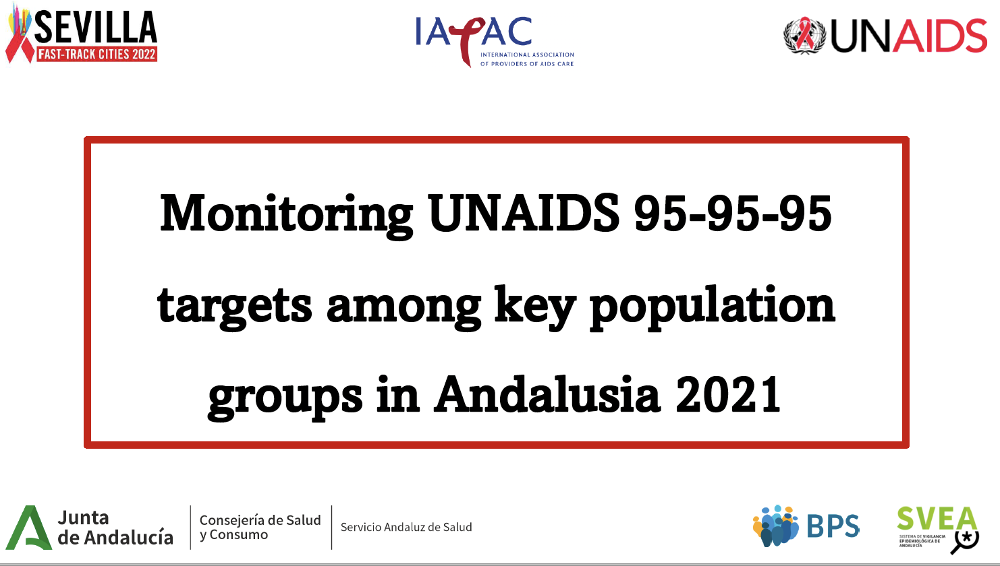 SEVILLA
FAST-TRACK CITIES 2022
IAPAC
INTERNATIONAL ASSOCIATION
OF PROVIDERS OF AIDS CARE
UNAIDS
Monitoring UNAIDS 95-95-95
targets among key population
groups in Andalusia 2021
Junta
de Andalucía
Consejería de Salud
y Consumo
Servicio Andaluz de Salud
BPS
SVEA
SISTEMA DE VIGILANCIA
EPIDEMIOLÓGICA DE
ANDALUCÍA